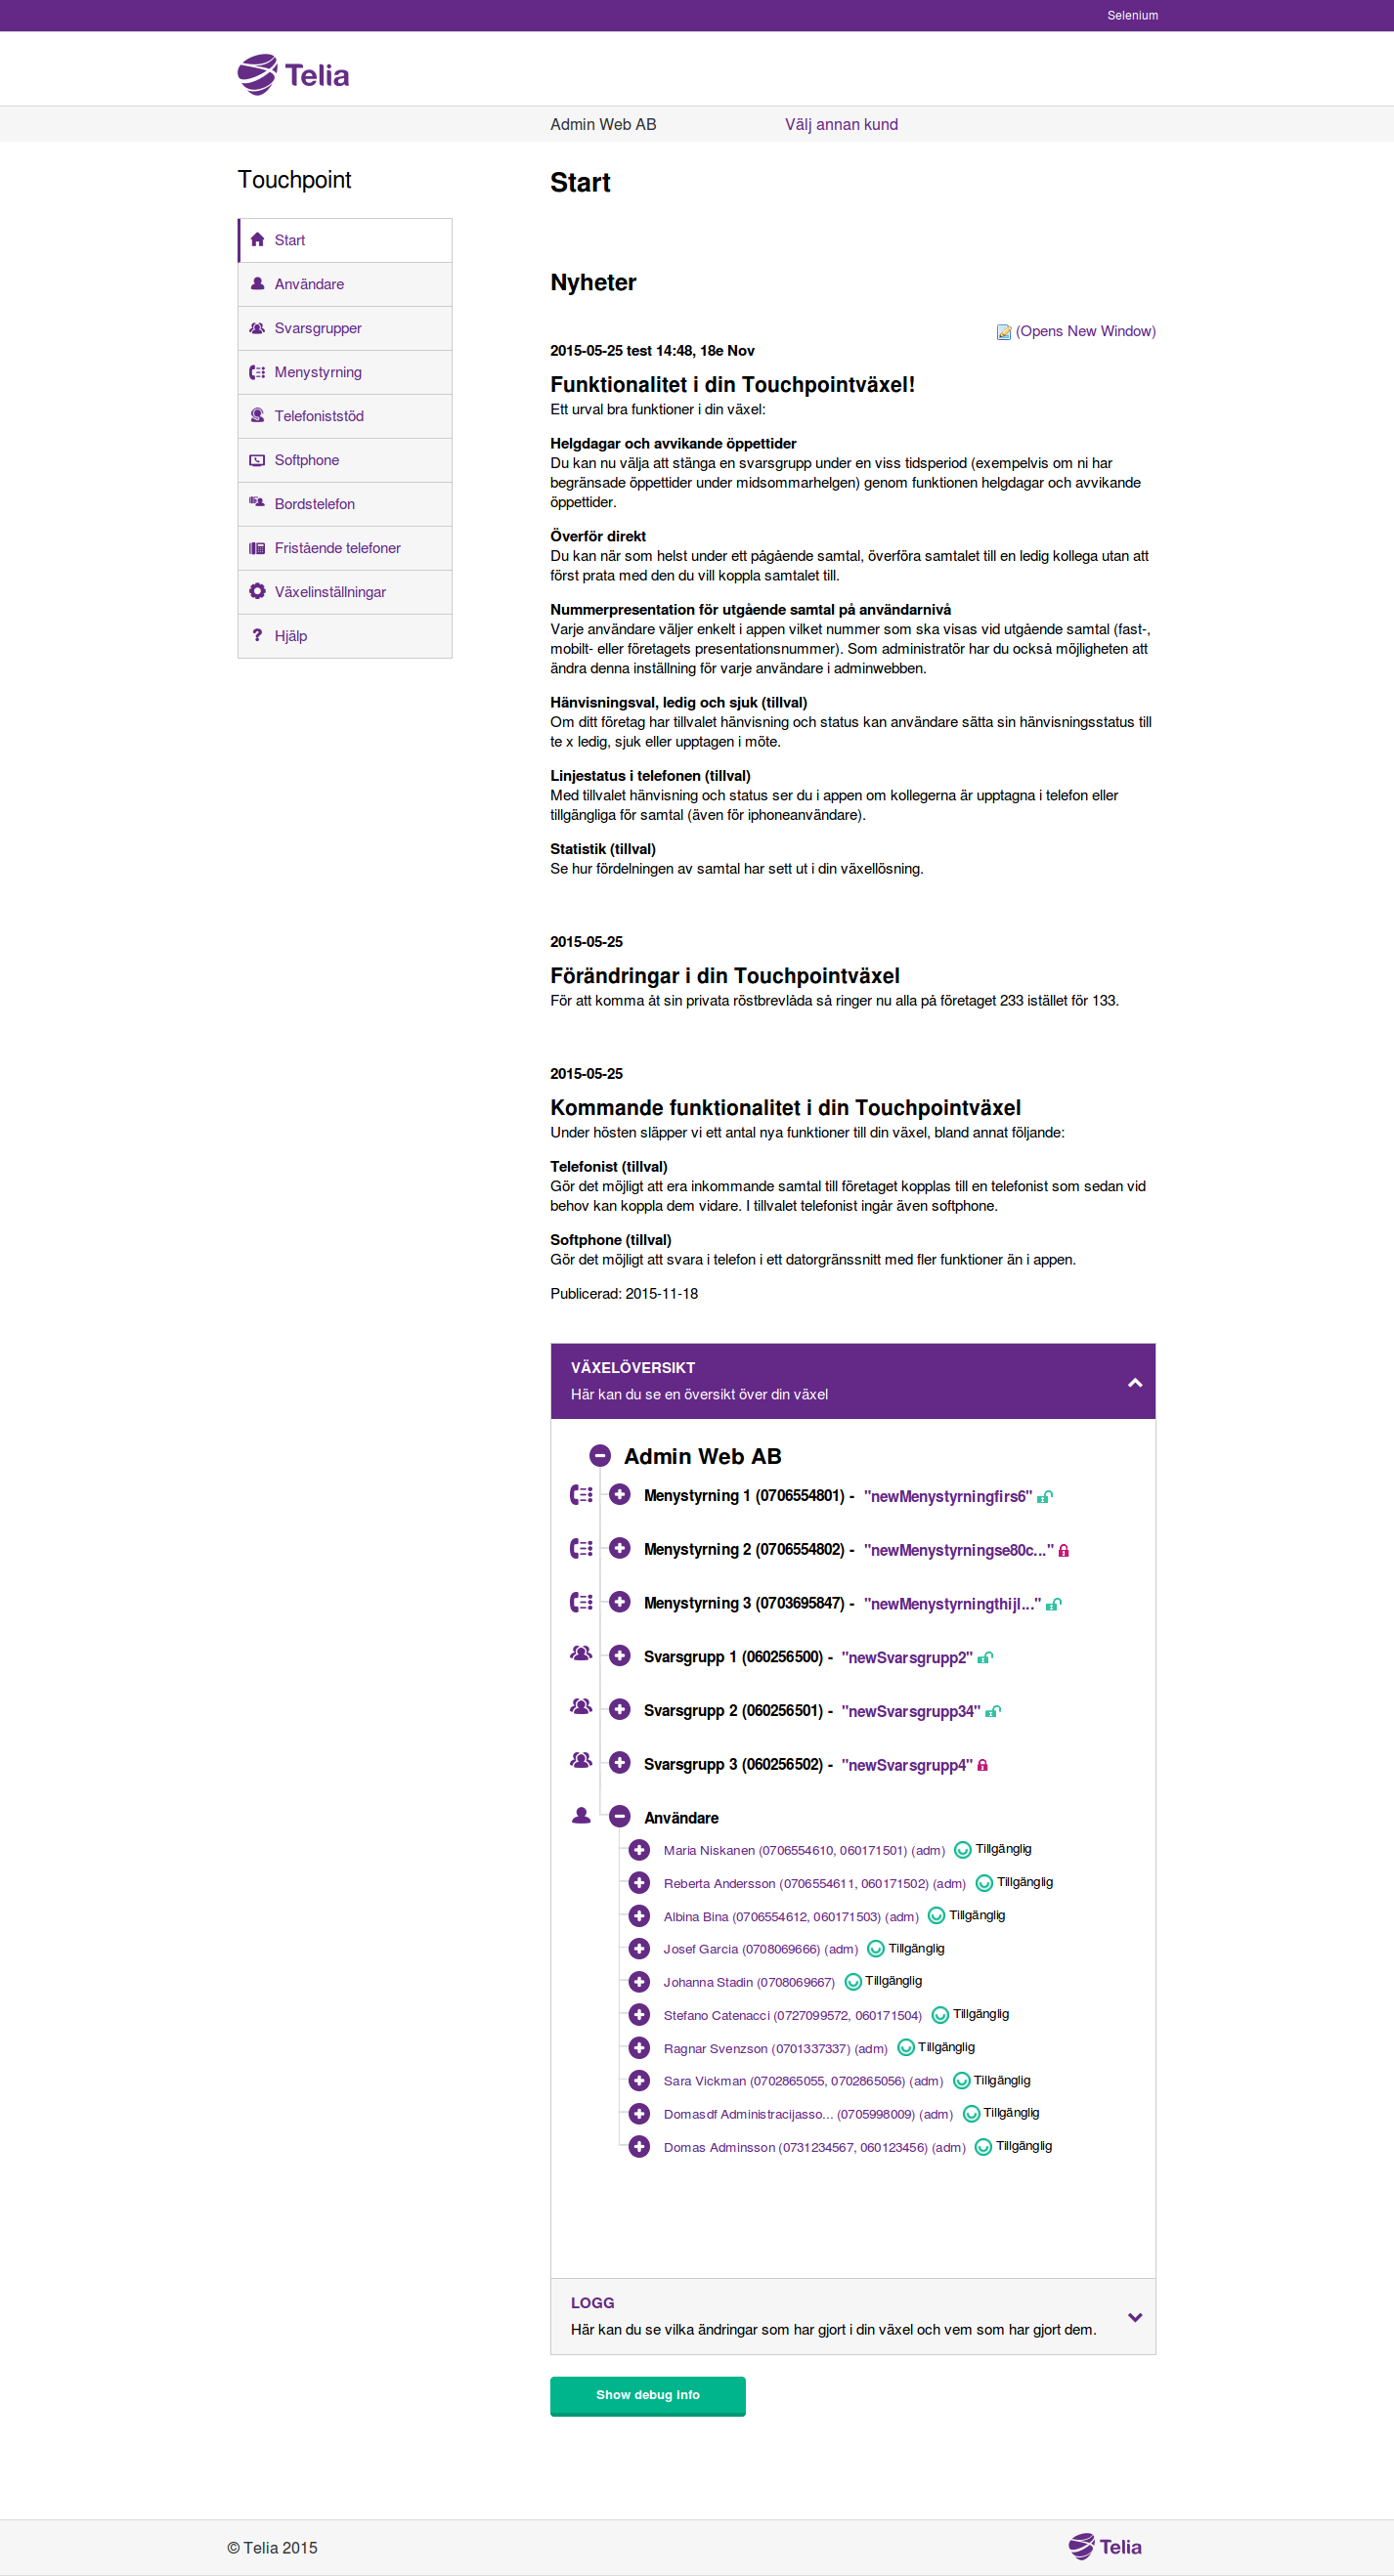 Selenium
Telia
Admin Web AB Välj annan kund
Touchpoint
Start
Användare
Svarsgrupper
Menystyrning
Telefoniststöd
Softphone
Bordstelefon
Fristående telefoner
Växelinställningar
Hjälp
Start
Nyheter
(Opens New Window)
2015-05-25 test 14:48, 18e Nov
Funktionalitet i din Touchpointväxel!
Ett urval bra funktioner i din växel:
Helgdagar och avvikande öppettider
Du kan nu välja att stänga en svarsgrupp under en viss tidsperiod (exempelvis om ni har
begränsade öppettider under midsommarhelgen) genom funktionen helgdagar och avvikande
öppettider.
Överför direkt
Du kan när som helst under ett pågående samtal, överföra samtalet till en ledig kollega utan att
först prata med den du vill koppla samtalet till.
Nummerpresentation för utgående samtal på användarnivå
Varje användare väljer enkelt i appen vilket nummer som ska visas vid utgående samtal (fast-,
mobilt- eller företagets presentationsnummer). Som administratör har du också möjligheten att
ändra denna inställning för varje användare i adminwebben.
Hänvisningsval, ledig och sjuk (tillval)
Om ditt företag har tillvalet hänvisning och status kan användare sätta sin hänvisningsstatus till
te x ledig, sjuk eller upptagen i möte.
Linjestatus i telefonen (tillval)
Med tillvalet hänvisning och status ser du i appen om kollegerna är upptagna i telefon eller
tillgängliga för samtal (även för iphoneanvändare).
Statistik (tillval)
Se hur fördelningen av samtal har sett ut i din växellösning.
2015-05-25
Förändringar i din Touchpointväxel
För att komma åt sin privata röstbrevlåda så ringer nu alla på företaget 233 istället för 133.
2015-05-25
Kommande funktionalitet i din Touchpointväxel
Under hösten släpper vi ett antal nya funktioner till din växel, bland annat följande:
Telefonist (tillval)
Gör det möjligt att era inkommande samtal till företaget kopplas till en telefonist som sedan vid
behov kan koppla dem vidare. I tillvalet telefonist ingår även softphone.
Softphone (tillval)
Gör det möjligt att svara i telefon i ett datorgränssnitt med fler funktioner än i appen.
Publicerad: 2015-11-18
VÄXELÖVERSIKT
Här kan du se en översikt över din växel
Admin Web AB
Menystyrning 1 (0706554801) - "newMenystyrningfirs6"
Menystyrning 2 (0706554802) - "newMenystyrningse80c..."
Menystyrning 3 (0703695847) - "newMenystyrningthijl..."
Svarsgrupp 1 (060256500) - "newSvarsgrupp2"
Svarsgrupp 2 (060256501) - "newSvarsgrupp34"
Svarsgrupp 3 (060256502) - "newSvarsgrupp4"
Användare
Maria Niskanen (0706554610, 060171501) (adm) Tillgänglig
Reberta Andersson (0706554611, 060171502) (adm) Tillgänglig
Albina Bina (0706554612, 060171503) (adm) Tillgänglig
Josef Garcia (0708069666) (adm) Tillgänglig
Johanna Stadin (0708069667) Tillgänglig
Stefano Catenacci (0727099572, 060171504) Tillgänglig
Ragnar Svenzson (0701337337) (adm) Tillgänglig
Sara Vickman (0702865055, 0702865056) (adm) Tillgänglig
Domasdf Administracijasso... (0705998009) (adm) Tillgänglig
Domas Adminsson (0731234567, 060123456) (adm) Tillgänglig
LOGG
Här kan du se vilka ändringar som har gjort i din växel och vem som har gjort dem.
Show debug info
© Telia 2015 Telia